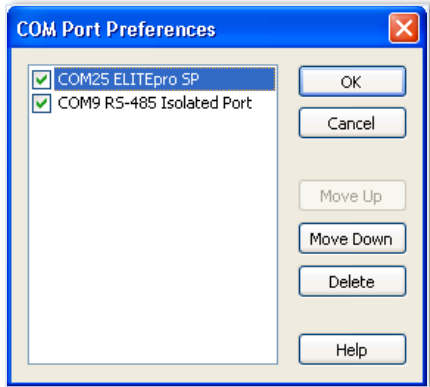 COM Port Preferences
COM25 ELITEpro SP
COM9 RS-485 Isolated Port
OK
Cancel
Move Up
Move Down
Delete
Help